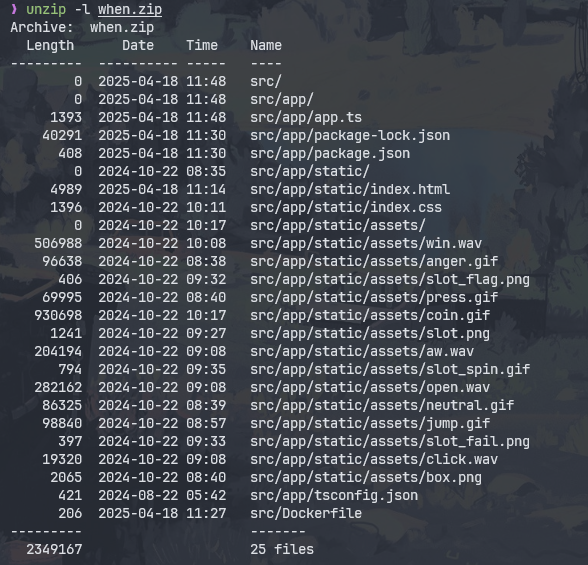 ❱ unzip -l when.zip
Archive:  when.zip
  Length      Date    Time    Name
---------  ---------- -----   ----
        0  2025-04-18 11:48   src/
        0  2025-04-18 11:48   src/app/
     1393  2025-04-18 11:48   src/app/app.ts
    40291  2025-04-18 11:30   src/app/package-lock.json
      408  2025-04-18 11:30   src/app/package.json
        0  2024-10-22 08:35   src/app/static/
     4989  2025-04-18 11:14   src/app/static/index.html
     1396  2024-10-22 10:11   src/app/static/index.css
        0  2024-10-22 10:17   src/app/static/assets/
   506988  2024-10-22 10:08   src/app/static/assets/win.wav
    96638  2024-10-22 08:38   src/app/static/assets/anger.gif
      406  2024-10-22 09:32   src/app/static/assets/slot_flag.png
    69995  2024-10-22 08:40   src/app/static/assets/press.gif
   930698  2024-10-22 10:17   src/app/static/assets/coin.gif
     1241  2024-10-22 09:27   src/app/static/assets/slot.png
   204194  2024-10-22 09:08   src/app/static/assets/aw.wav
      794  2024-10-22 09:35   src/app/static/assets/slot_spin.gif
   282162  2024-10-22 09:08   src/app/static/assets/open.wav
    86325  2024-10-22 08:39   src/app/static/assets/neutral.gif
    98840  2024-10-22 08:57   src/app/static/assets/jump.gif
      397  2024-10-22 09:33   src/app/static/assets/slot_fail.png
    19320  2024-10-22 09:08   src/app/static/assets/click.wav
     2065  2024-10-22 08:40   src/app/static/assets/box.png
      421  2024-08-22 05:42   src/app/tsconfig.json
      206  2025-04-18 11:27   src/Dockerfile
---------                     -------
  2349167                     25 files